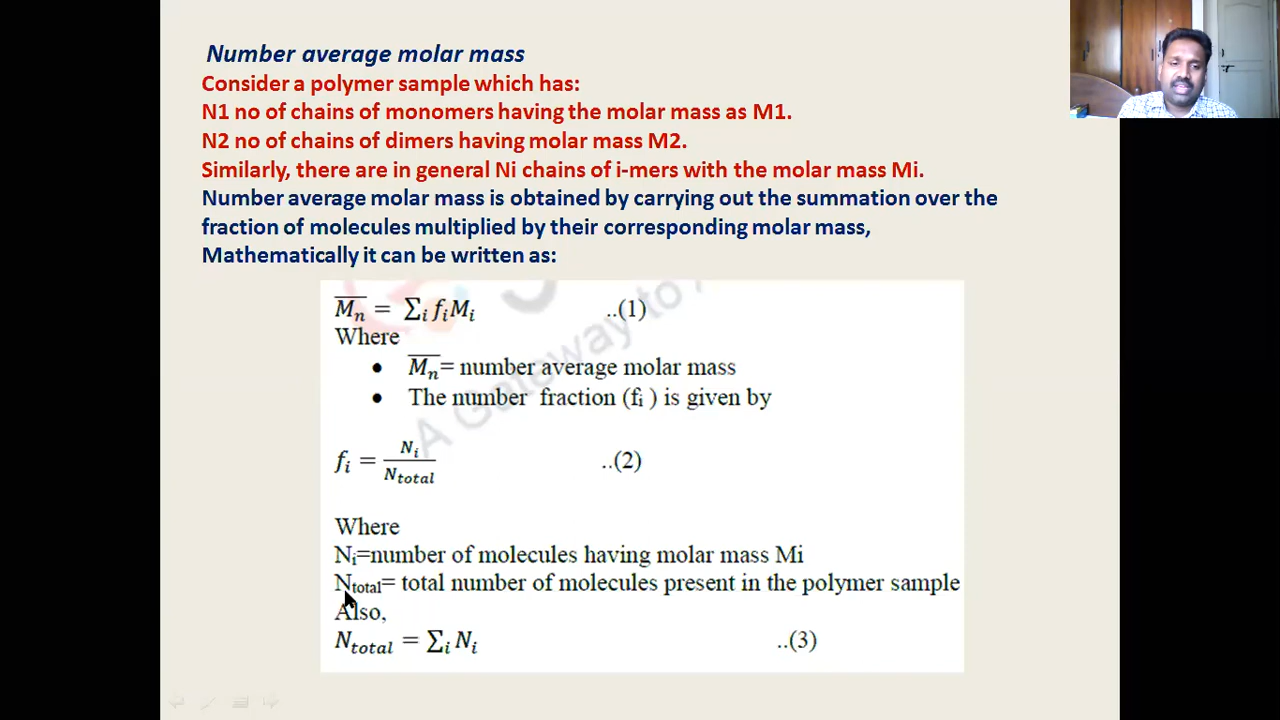 Number average molar mass
Consider a polymer sample which has:
N1 no of chains of monomers having the molar mass as M1.
N2 no of chains of dimers having molar mass M2.
Similarly, there are in general Ni chains of i-mers with the molar mass Mi.
Number average molar mass is obtained by carrying out the summation over the
fraction of molecules multiplied by their corresponding molar mass,
Mathematically it can be written as:
M̅n̅ = ∑i fiMi ..(1)
Where
• M̅n̅= number average molar mass
• The number fraction (fi ) is given by
fi = Ni / Ntotal ..(2)
Where
Ni=number of molecules having molar mass Mi
Ntotal= total number of molecules present in the polymer sample
Also,
Ntotal = ∑i Ni ..(3)
A Gateway to